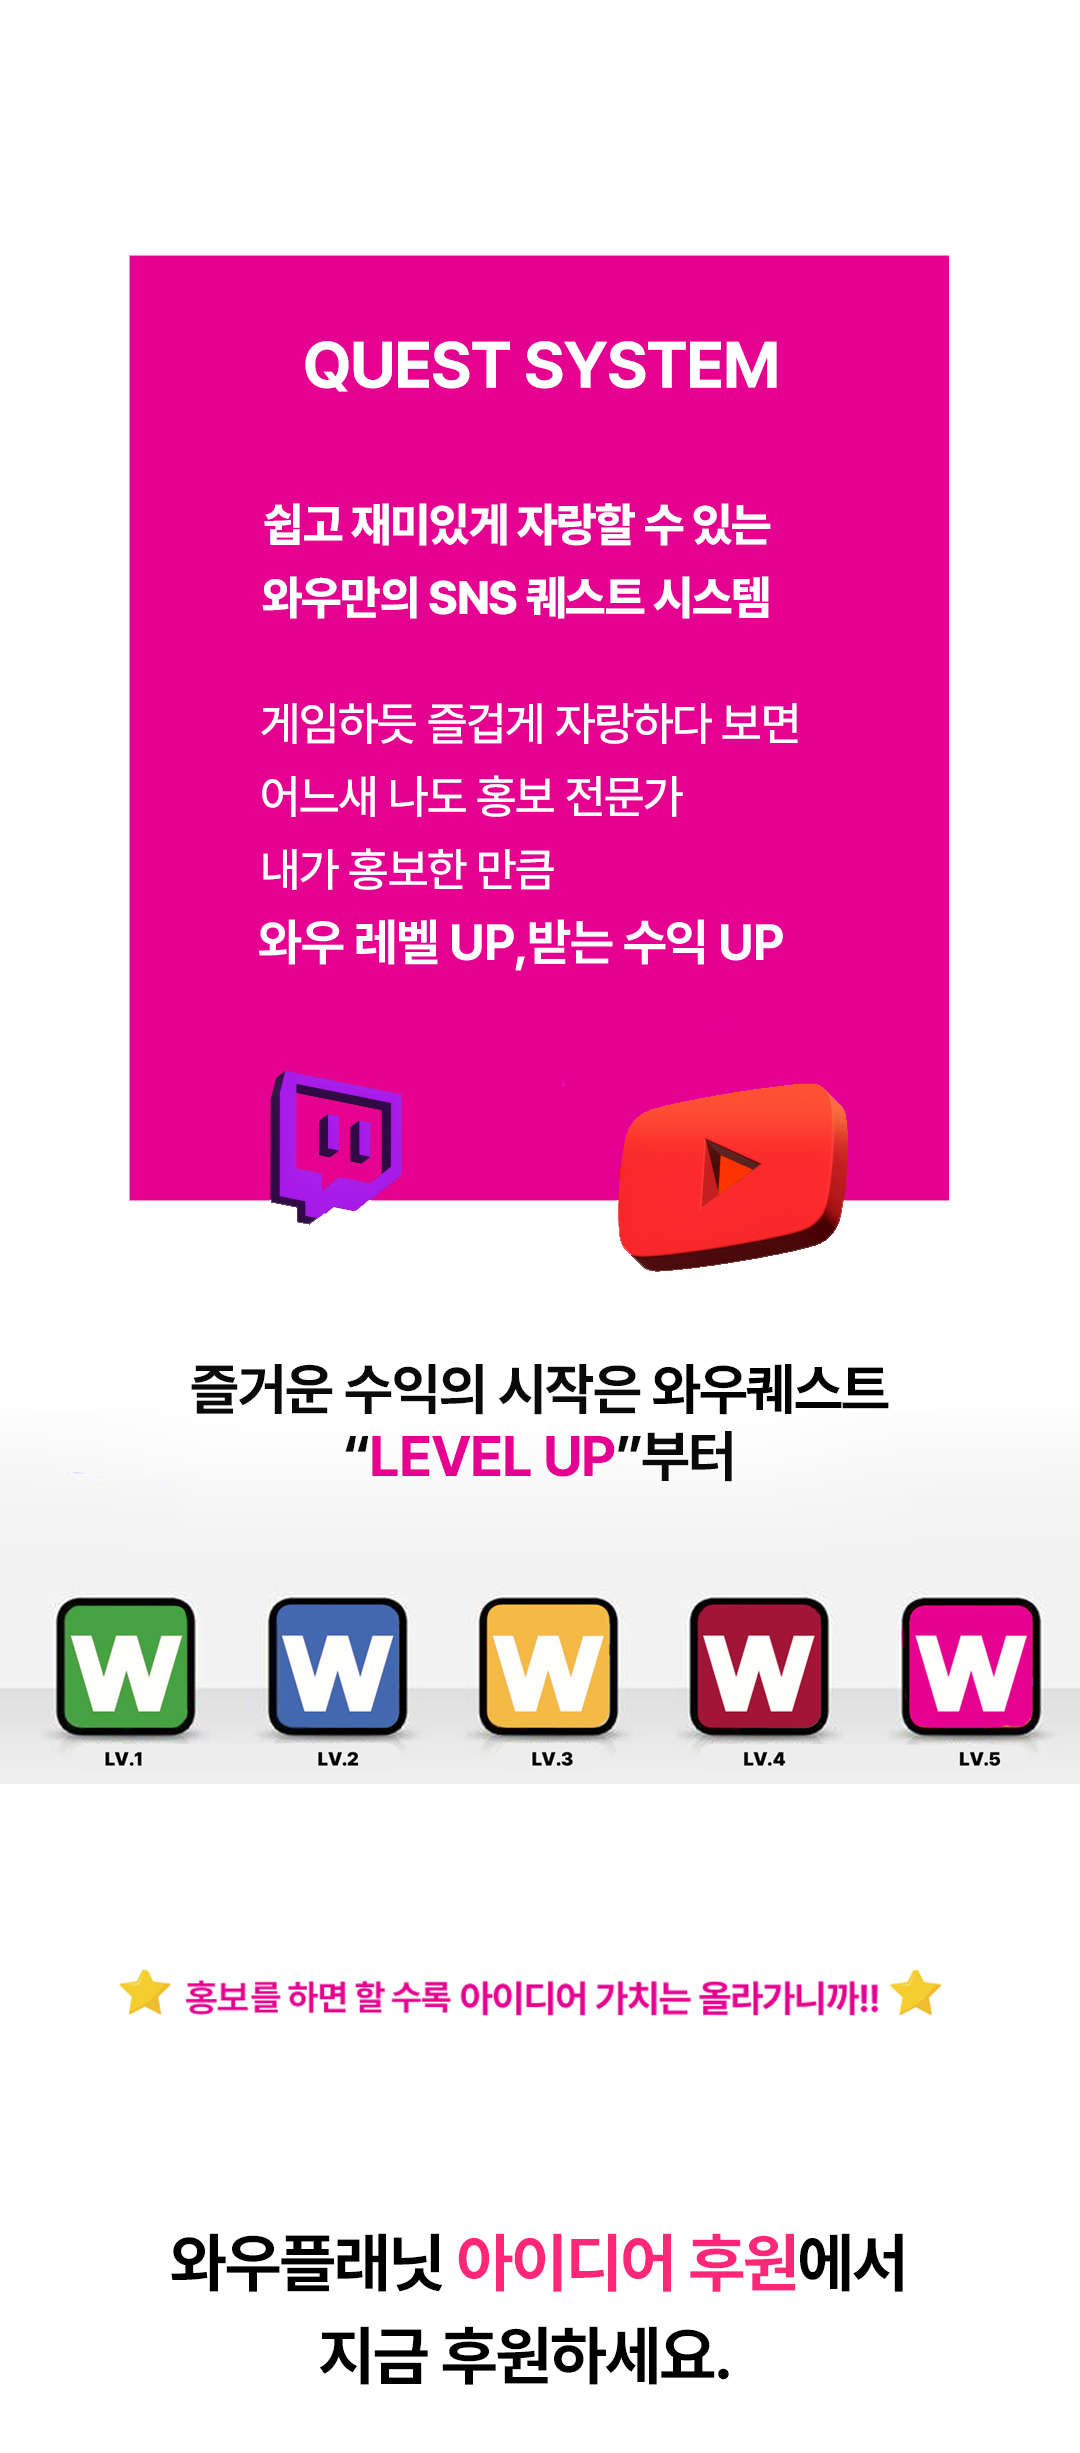 QUEST SYSTEM
쉽고 재미있게 자랑할 수 있는
와우만의 SNS 퀘스트 시스템
게임하듯 즐겁게 자랑하다 보면
어느새 나도 홍보 전문가
내가 홍보한 만큼
와우 레벨 UP,받는 수익 UP
즐거운 수익의 시작은 와우퀘스트
“LEVEL UP”부터
W W W W W
LV.1 LV.2 LV.3 LV.4 LV.5
홍보를 하면 할 수록 아이디어 가치는 올라가니까!!
와우플래닛 아이디어 후원에서
지금 후원하세요.